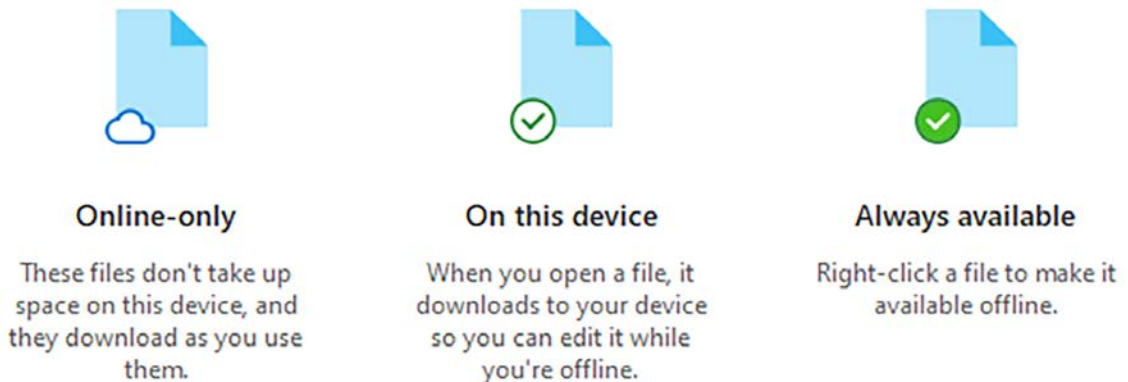 Online-only
These files don't take up
space on this device, and
they download as you use
them.
On this device
When you open a file, it
downloads to your device
so you can edit it while
you're offline.
Always available
Right-click a file to make it
available offline.